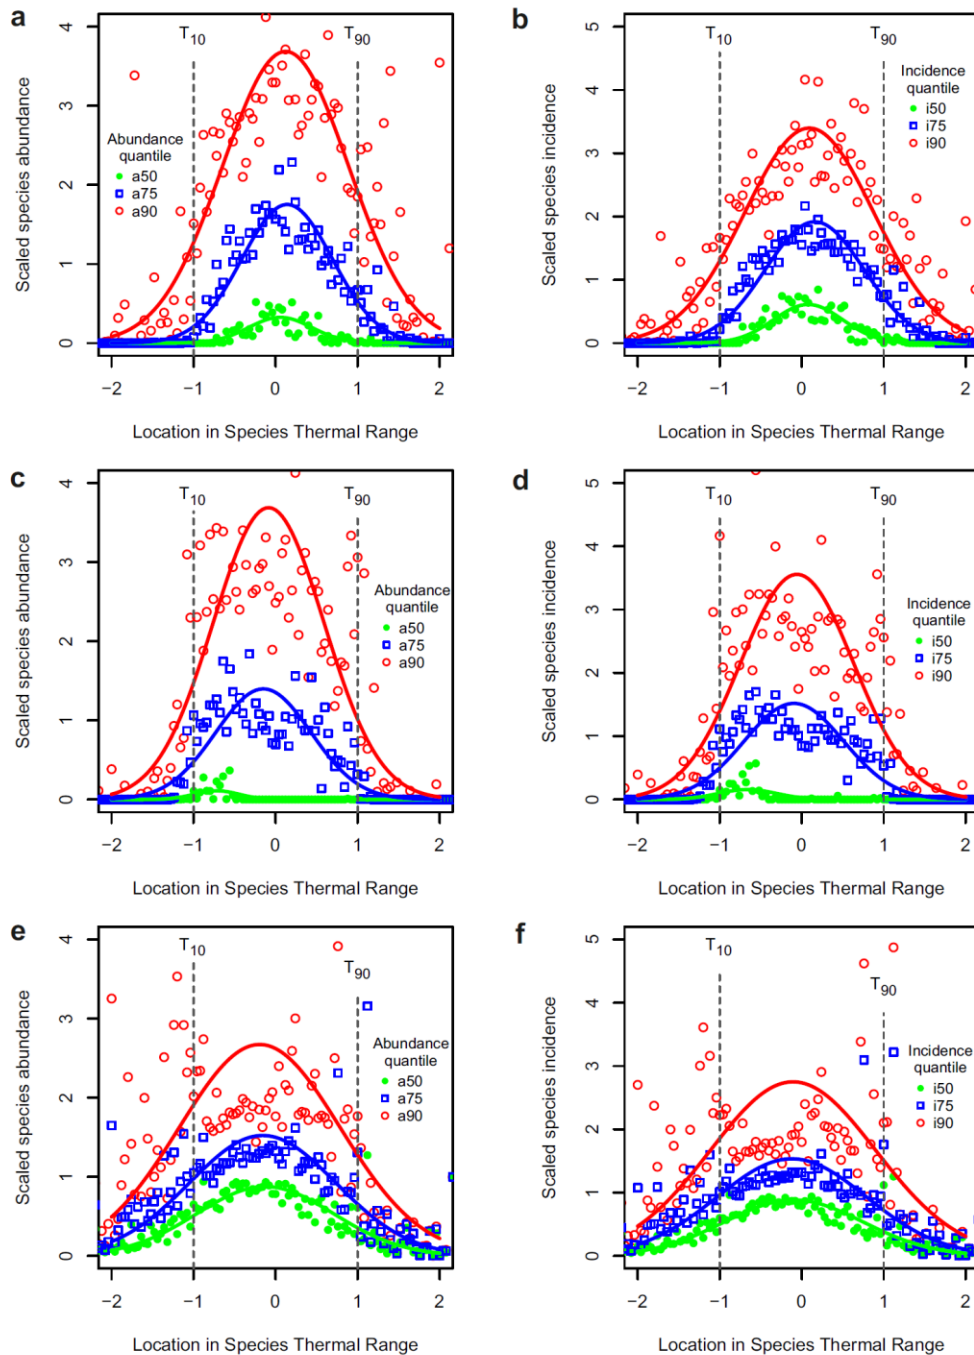 a
T10
T90
Scaled species abundance
4
3
2
1
0
Abundance
quantile
a50
a75
a90
−2
−1
0
1
2
Location in Species Thermal Range
b
T10
T90
Scaled species incidence
5
4
3
2
1
0
Incidence
quantile
i50
i75
i90
−2
−1
0
1
2
Location in Species Thermal Range
c
T10
T90
Scaled species abundance
4
3
2
1
0
Abundance
quantile
a50
a75
a90
−2
−1
0
1
2
Location in Species Thermal Range
d
T10
T90
Scaled species incidence
5
4
3
2
1
0
Incidence
quantile
i50
i75
i90
−2
−1
0
1
2
Location in Species Thermal Range
e
T10
T90
Scaled species abundance
4
3
2
1
0
Abundance
quantile
a50
a75
a90
−2
−1
0
1
2
Location in Species Thermal Range
f
T10
T90
Scaled species incidence
5
4
3
2
1
0
Incidence
quantile
i50
i75
i90
−2
−1
0
1
2
Location in Species Thermal Range